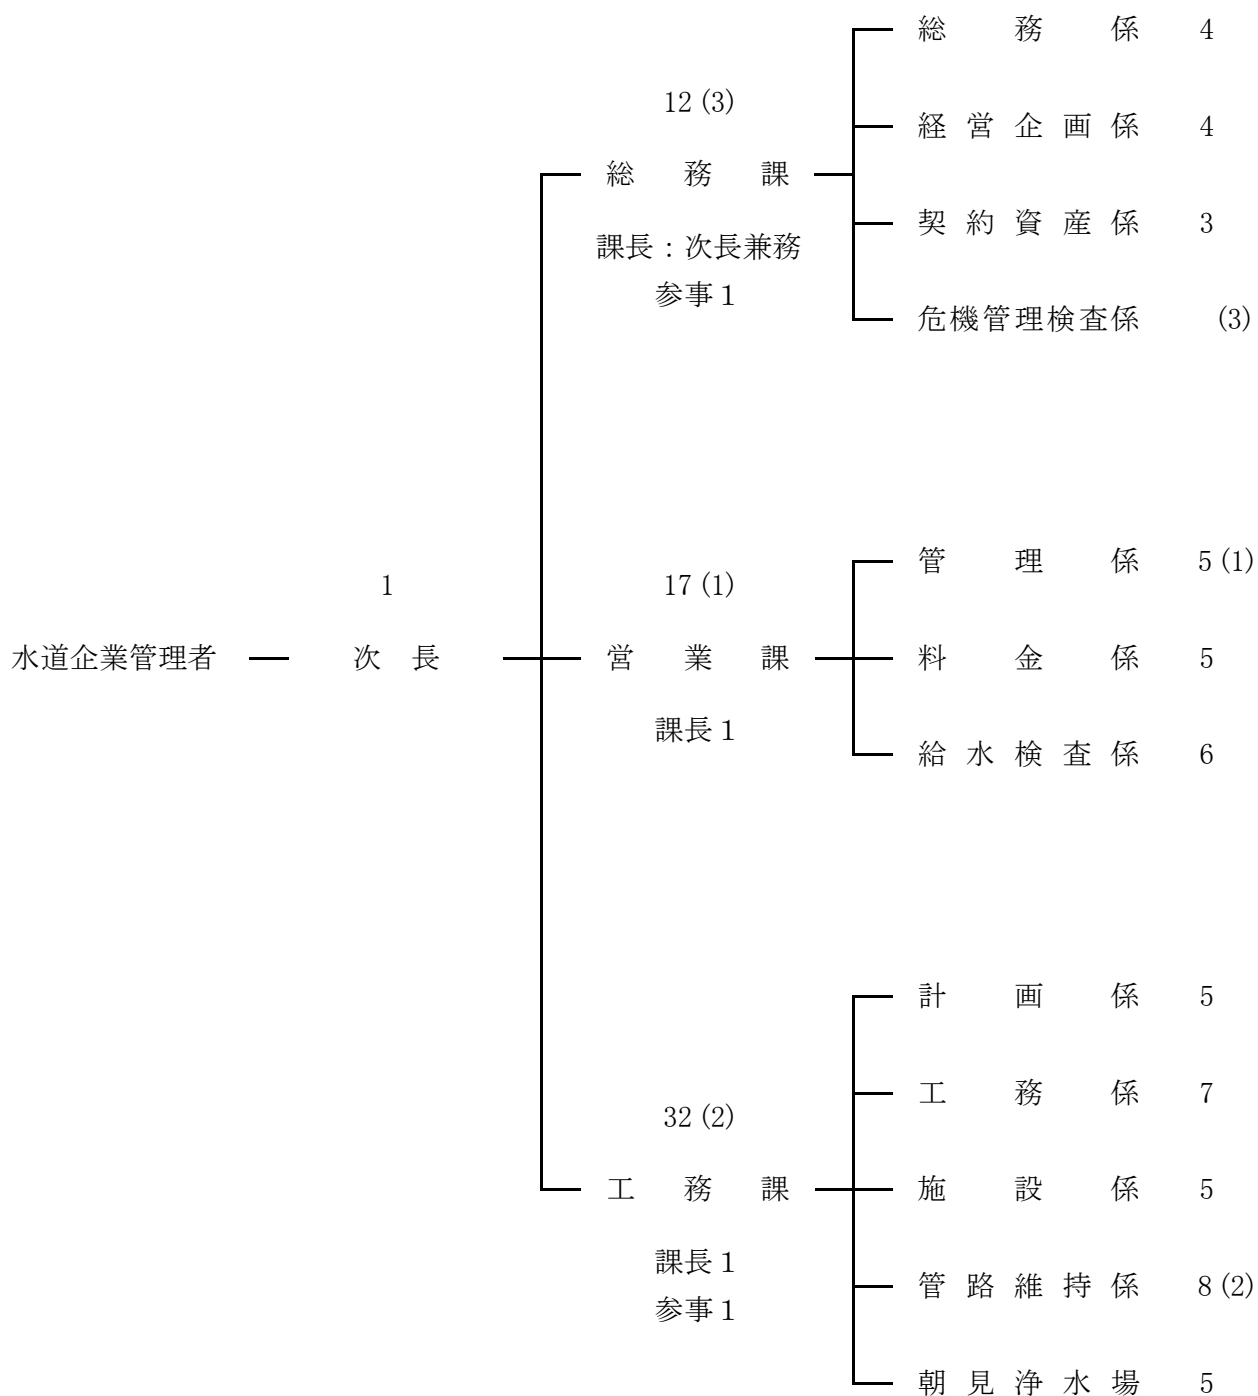 総務係 4
12 (3)
経営企画係 4
総務課
契約資産係 3
課長：次長兼務
参事１
危機管理検査係 (3)
管理係 5 (1)
1
17 (1)
水道企業管理者 次長 営業課 料金係 5
課長１
給水検査係 6
計画係 5
工務係 7
32 (2)
工務課 施設係 5
課長１
管路維持係 8 (2)
参事１
朝見浄水場 5